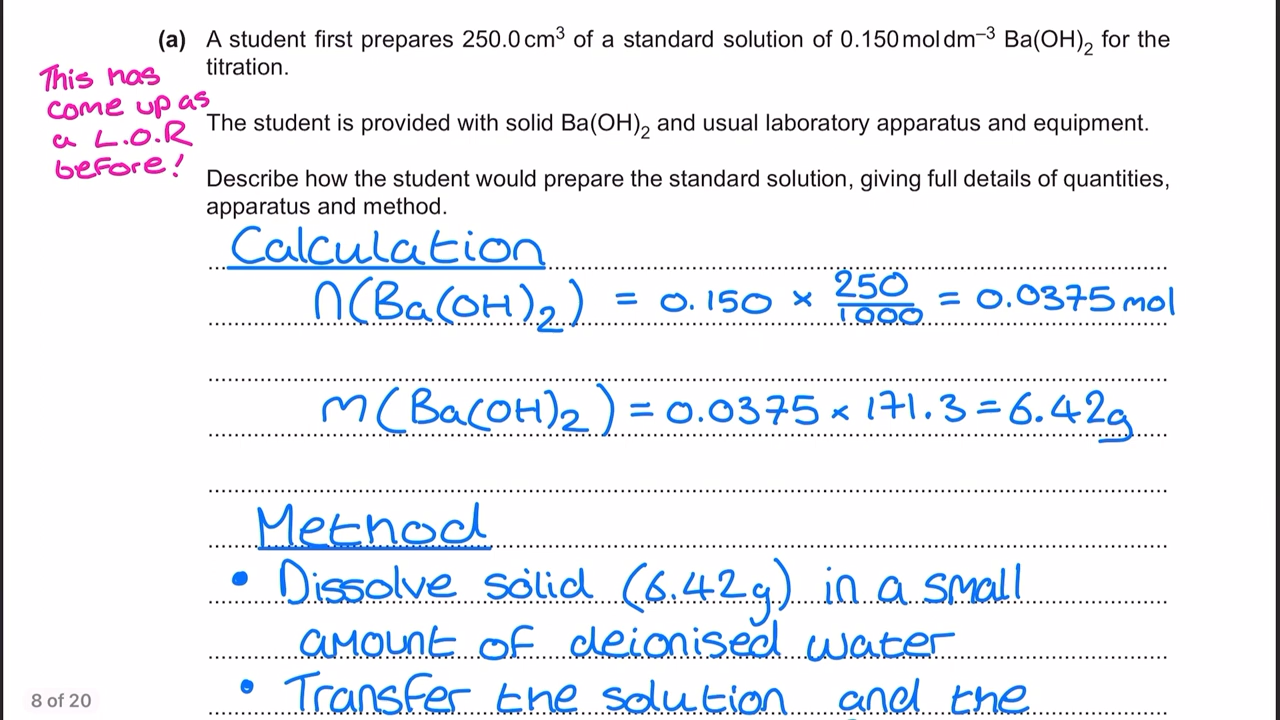 (a) A student first prepares 250.0 cm³ of a standard solution of 0.150 mol dm⁻³ Ba(OH)₂ for the
titration.
This has
come up as
a L.O.R
before!
The student is provided with solid Ba(OH)₂ and usual laboratory apparatus and equipment.
Describe how the student would prepare the standard solution, giving full details of quantities,
apparatus and method.
Calculation
n(Ba(OH)₂) = 0.150 × 250/1000 = 0.0375 mol
m(Ba(OH)₂) = 0.0375 × 171.3 = 6.42g
Method
• Dissolve solid (6.42g) in a small
amount of deionised water
• Transfer the solution and the
8 of 20